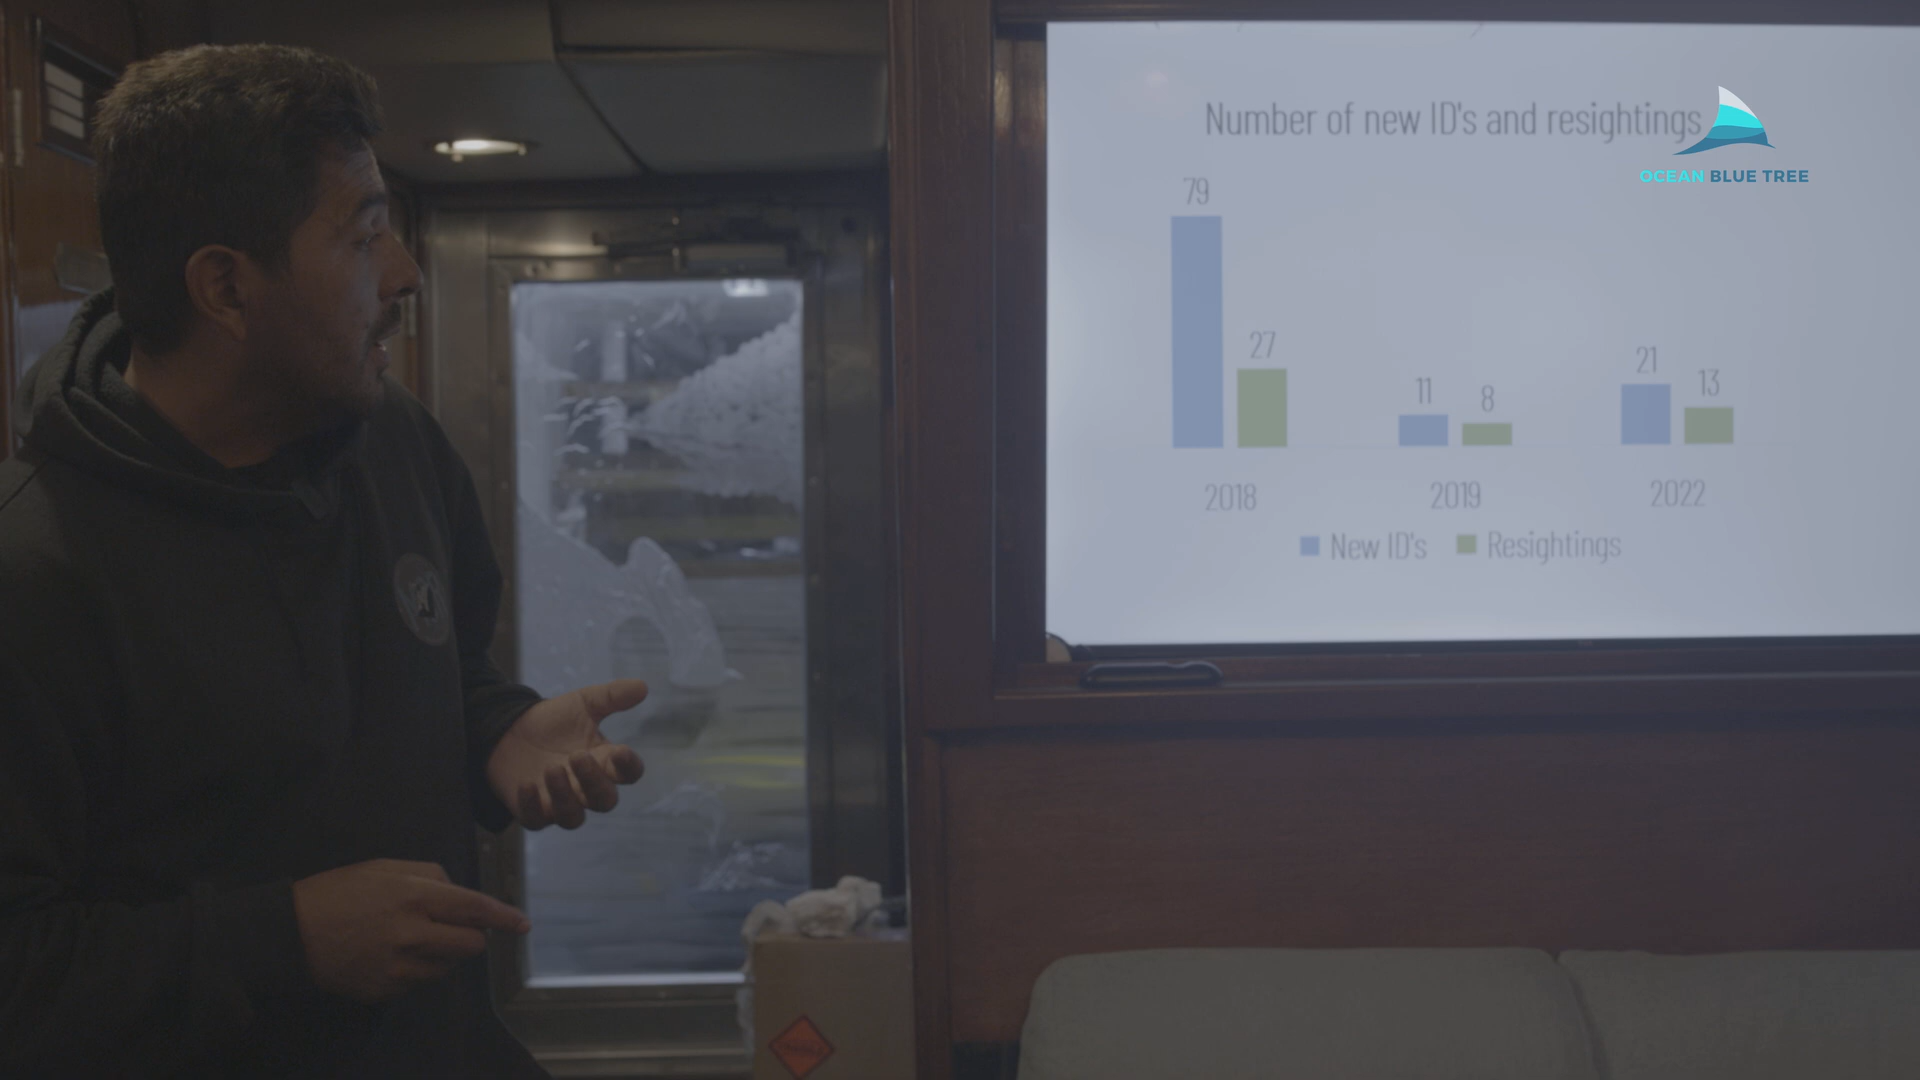 Number of new ID's and resightings
OCEAN BLUE TREE
79
27
11
8
21
13
2018
2019
2022
New ID's
Resightings